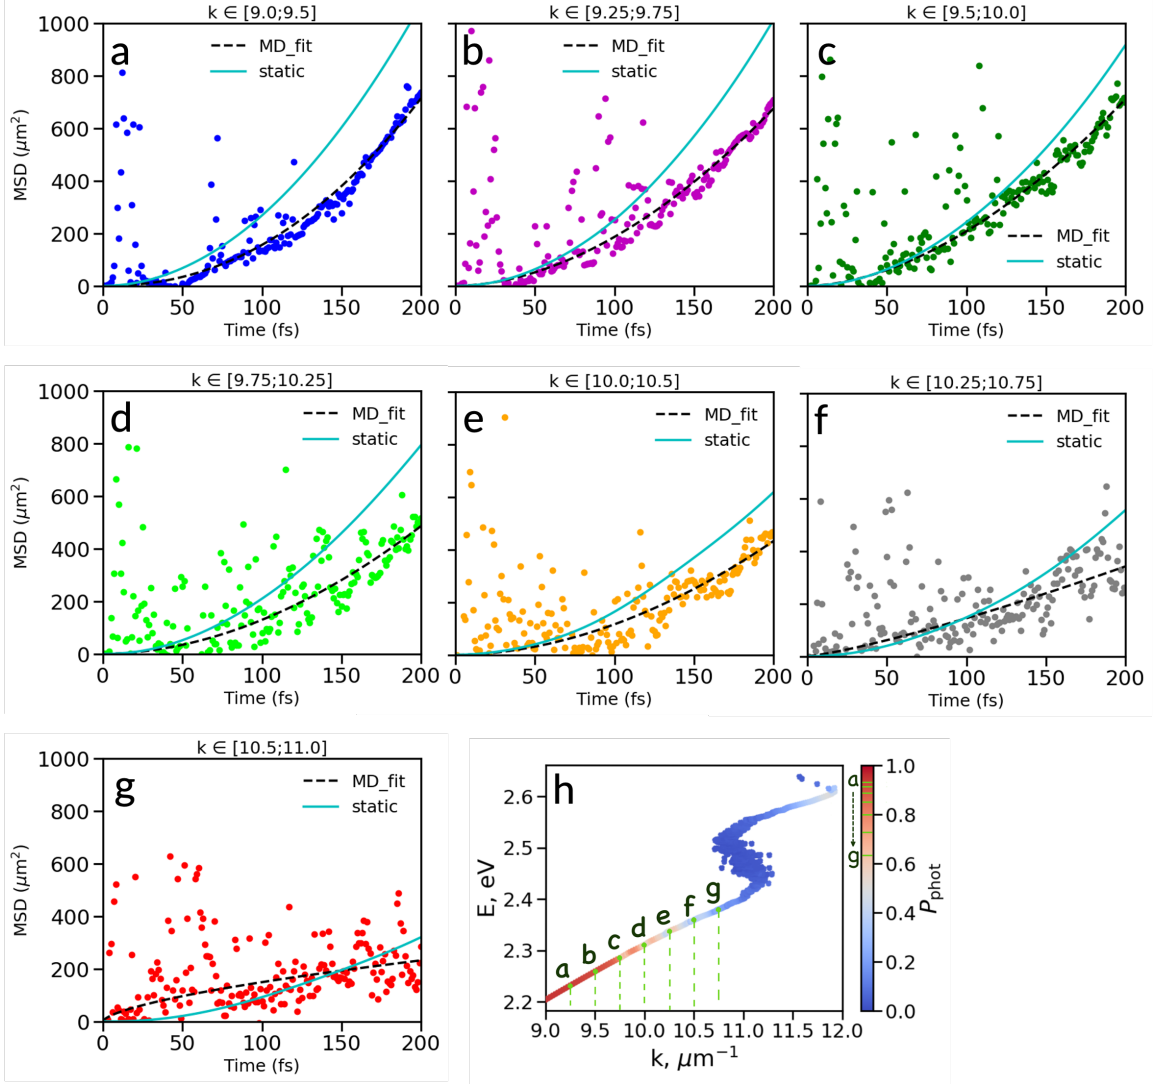 k ∈ [9.0;9.5]
a
MD_fit
static
MSD (μm²)
1000
800
600
400
200
0
0 50 100 150 200
Time (fs)
k ∈ [9.25;9.75]
b
MD_fit
static
0 50 100 150 200
Time (fs)
k ∈ [9.5;10.0]
c
MD_fit
static
0 50 100 150 200
Time (fs)
k ∈ [9.75;10.25]
d
MD_fit
static
MSD (μm²)
1000
800
600
400
200
0
0 50 100 150 200
Time (fs)
k ∈ [10.0;10.5]
e
MD_fit
static
0 50 100 150 200
Time (fs)
k ∈ [10.25;10.75]
f
MD_fit
static
0 50 100 150 200
Time (fs)
k ∈ [10.5;11.0]
g
MD_fit
static
MSD (μm²)
1000
800
600
400
200
0
0 50 100 150 200
Time (fs)
h
E, eV
2.6
2.5
2.4
2.3
2.2
a b c d e f g
9.0 9.5 10.0 10.5 11.0 11.5 12.0
k, μm⁻¹
a
g
1.0
0.8
0.6
0.4
0.2
0.0
Pphot